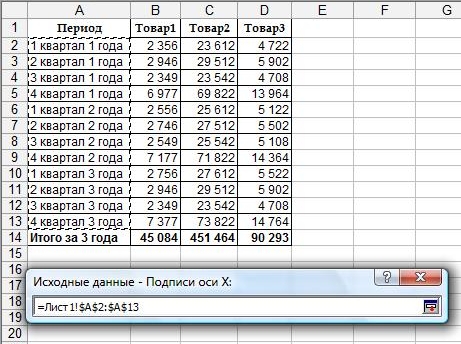 A B C D E F G
1 Период Товар1 Товар2 Товар3
2 1 квартал 1 года 2 356 23 612 4 722
3 2 квартал 1 года 2 946 29 512 5 902
4 3 квартал 1 года 2 349 23 542 4 708
5 4 квартал 1 года 6 977 69 822 13 964
6 1 квартал 2 года 2 556 25 612 5 122
7 2 квартал 2 года 2 746 27 512 5 502
8 3 квартал 2 года 2 549 25 542 5 108
9 4 квартал 2 года 7 177 71 822 14 364
10 1 квартал 3 года 2 756 27 612 5 522
11 2 квартал 3 года 2 946 29 512 5 902
12 3 квартал 3 года 2 349 23 542 4 708
13 4 квартал 3 года 7 377 73 822 14 764
14 Итого за 3 года 45 084 451 464 90 293
15
16
17 Исходные данные - Подписи оси X: ?
18 =Лист1!$A$2:$A$13
19
20